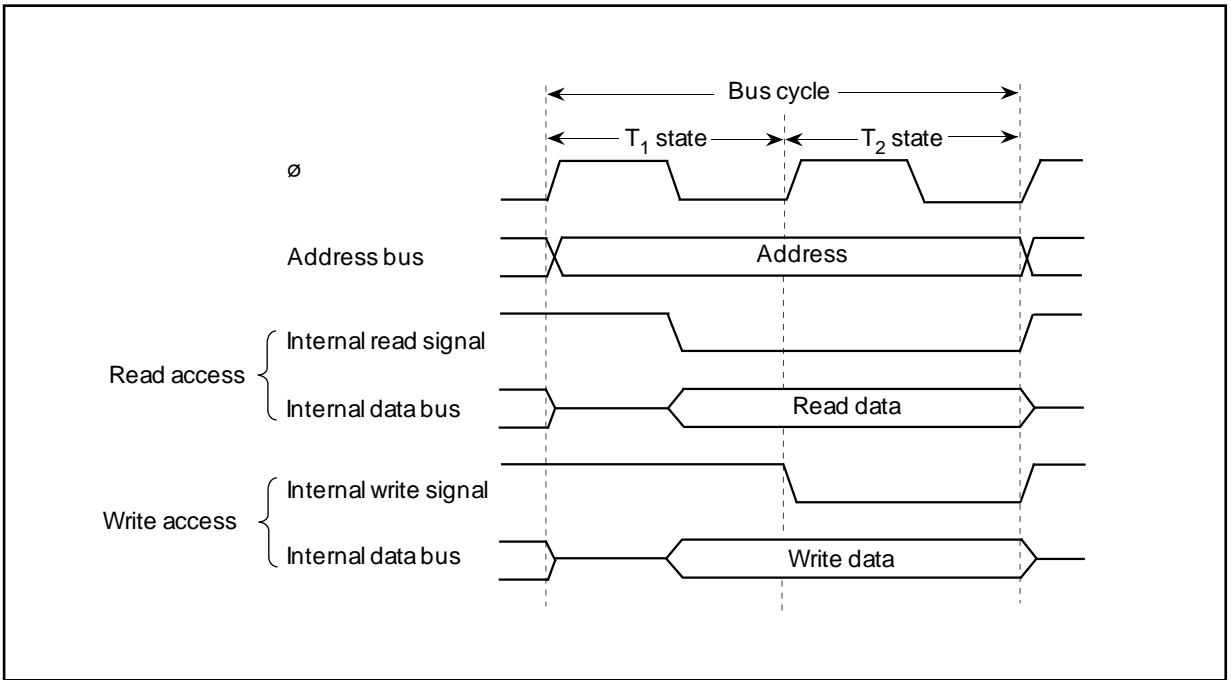 Bus cycle
T₁ state
T₂ state
ø
Address bus
Address
Read access
Internal read signal
Internal data bus
Read data
Write access
Internal write signal
Internal data bus
Write data